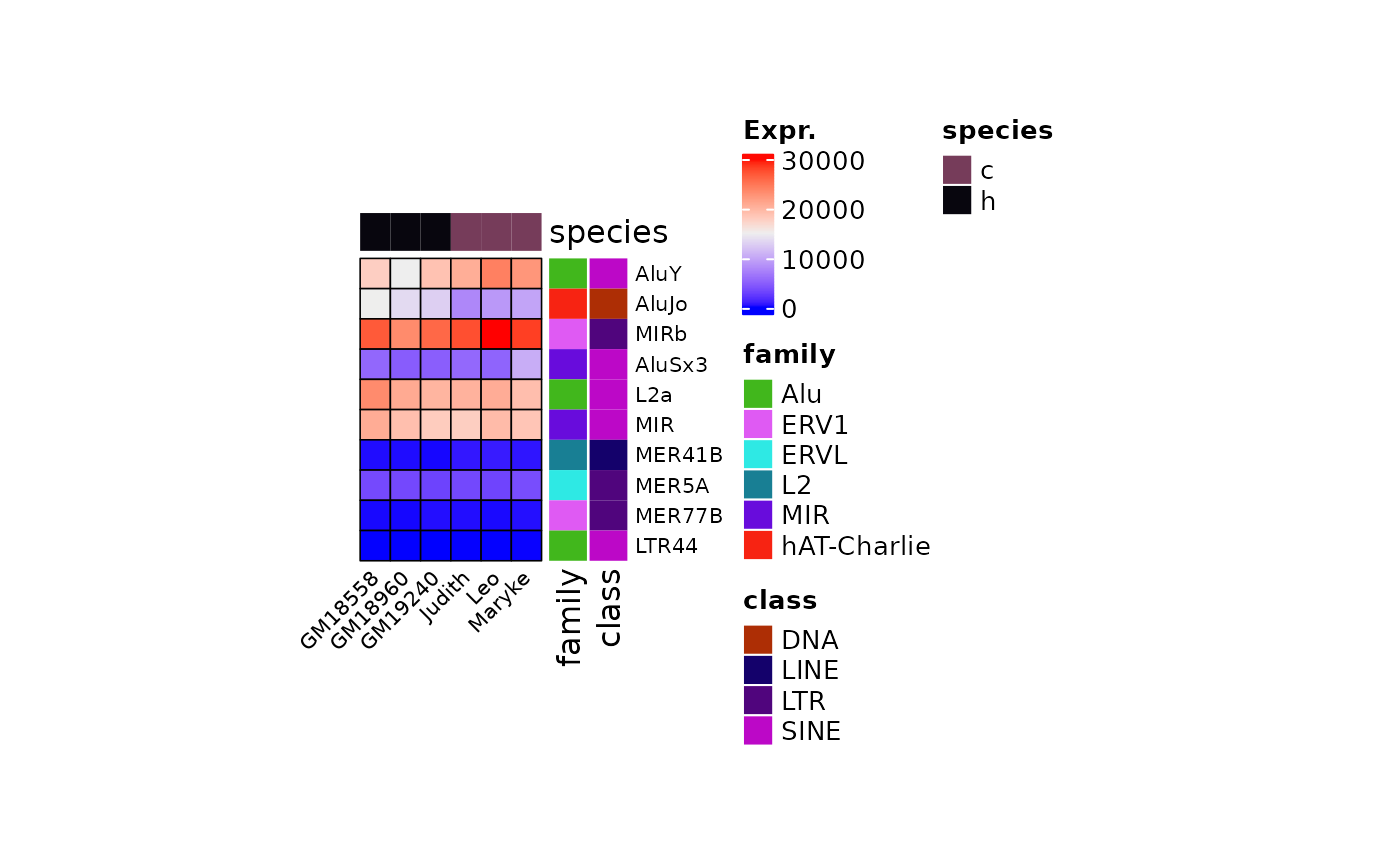 Expr.
30000
20000
10000
0
species
c
h
species
AluY
AluJo
MIRb
AluSx3
L2a
MIR
MER41B
MER5A
MER77B
LTR44
GM18558
GM18960
GM19240
Judith
Leo
Maryke
family
class
family
Alu
ERV1
ERVL
L2
MIR
hAT-Charlie
class
DNA
LINE
LTR
SINE